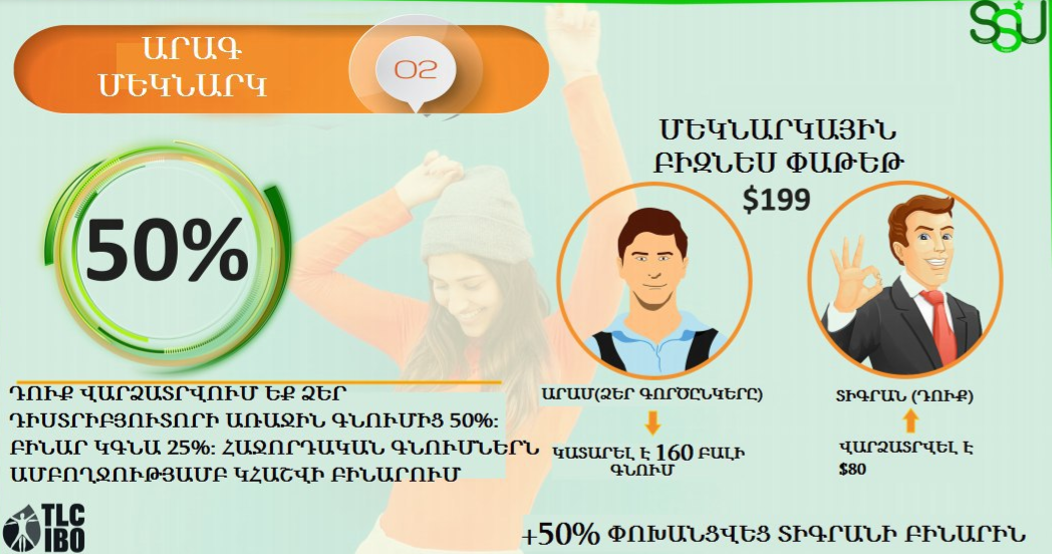 ԱՐԱԳ
ՄԵԿՆԱՐԿ
02
SSU
ՄԵԿՆԱՐԿԱՅԻՆ
ԲԻԶՆԵՍ ՓԱԹԵԹ
$199
50%
ԴՈՒՔ ՎԱՐՁԱՏՐՎՈՒՄ ԵՔ ՁԵՐ
ԴԻՍՏՐԻԲՅՈՒՏՈՐԻ ԱՌԱՋԻՆ ԳՆՈՒՄԻՑ 50%:
ԲԻՆԱՐ ԿԳՆԱ 25%: ՀԱՋՈՐԴԱԿԱՆ ԳՆՈՒՄՆԵՐՆ
ԱՄԲՈՂՋՈՒԹՅԱՄԲ ԿՀԱՇՎԻ ԲԻՆԱՐՈՒՄ
ԱՐԱՄ(ՁԵՐ ԳՈՐԾԸՆԿԵՐԸ)
ԿԱՏԱՐԵԼ Է 160 ԲԱԼԻ
ԳՆՈՒՄ
ՏԻԳՐԱՆ (ԴՈՒՔ)
ՎԱՐՁԱՏՐՎԵԼ Է
$80
+50% ՓՈԽԱՆՑՎԵՑ ՏԻԳՐԱՆԻ ԲԻՆԱՐԻՆ
TLC
IBO